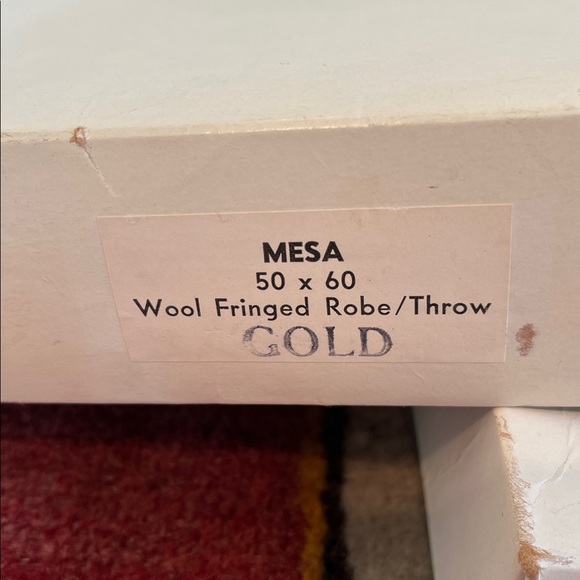 MESA
50 x 60
Wool Fringed Robe/Throw
GOLD